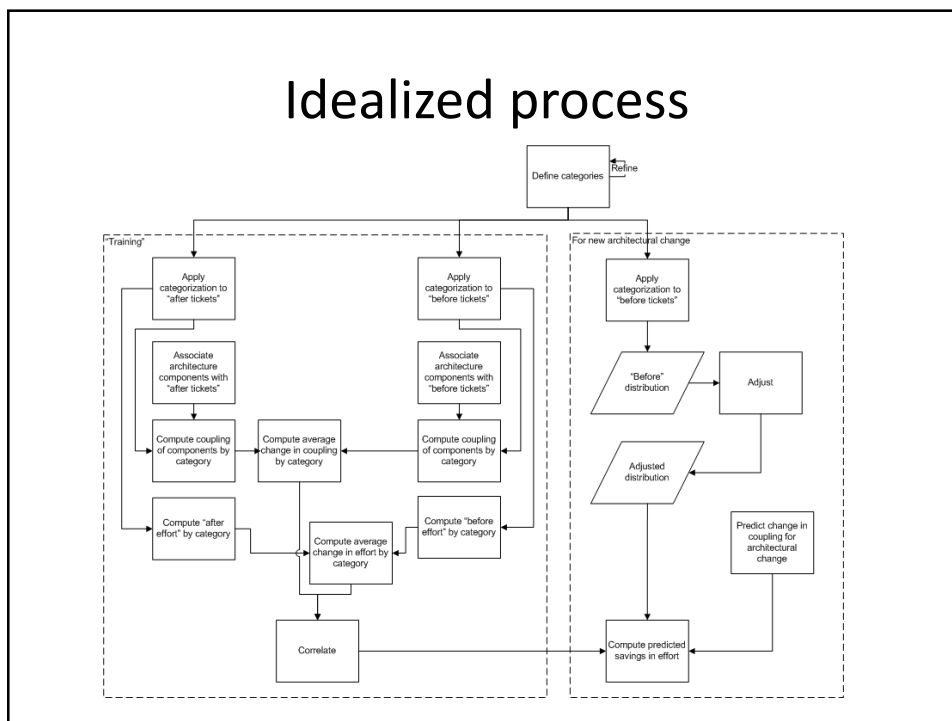 Idealized process
Define categories
Refine
"Training"
For new architectural change
Apply
categorization to
"after tickets"
Apply
categorization to
"before tickets"
Apply
categorization to
"before tickets"
Associate
architecture
components with
"after tickets"
Associate
architecture
components with
"before tickets"
"Before"
distribution
Adjust
Compute coupling
of components by
category
Compute average
change in coupling
by category
Compute coupling
of components by
category
Adjusted
distribution
Compute "after
effort" by category
Compute average
change in effort by
category
Compute "before
effort" by category
Predict change in
coupling for
architectural
change
Correlate
Compute predicted
savings in effort